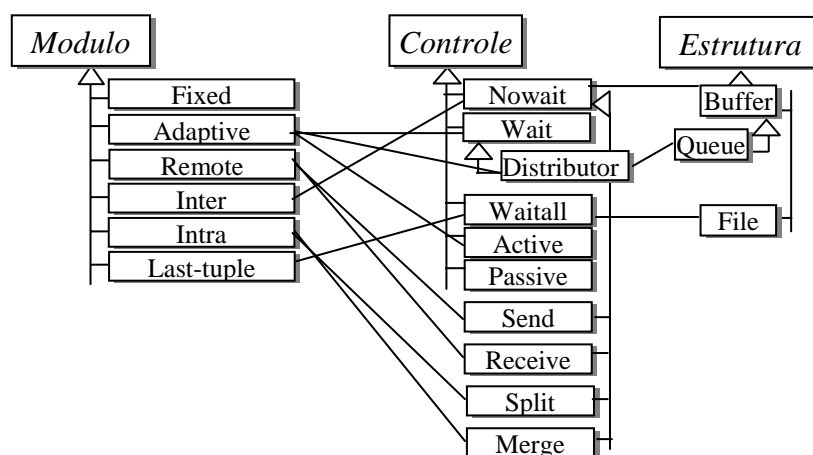 Modulo
Controle
Estrutura
Fixed
Adaptive
Remote
Inter
Intra
Last-tuple
Nowait
Wait
Distributor
Waitall
Active
Passive
Send
Receive
Split
Merge
Buffer
Queue
File